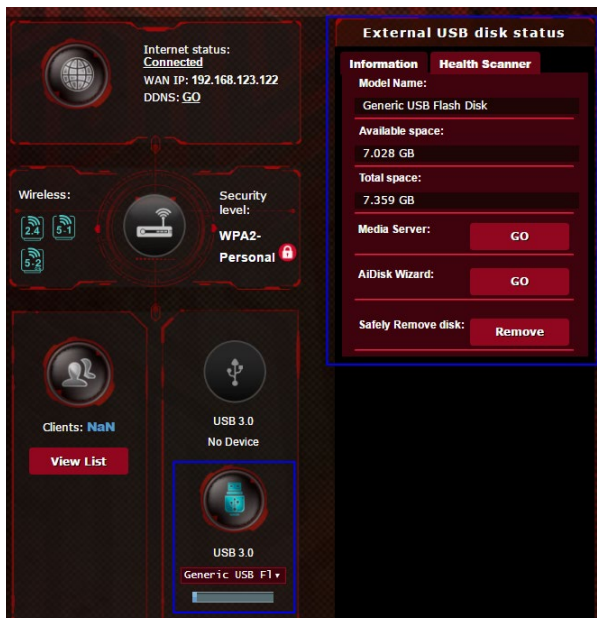 Internet status:
Connected
WAN IP: 192.168.123.122
DDNS: GO
Wireless:
2.4
5-1
5-2
Security
level:
WPA2-
Personal
Clients: NaN
View List
USB 3.0
No Device
USB 3.0
Generic USB Fl
External USB disk status
Information
Health Scanner
Model Name:
Generic USB Flash Disk
Available space:
7.028 GB
Total space:
7.359 GB
Media Server:
GO
AiDisk Wizard:
GO
Safely Remove disk:
Remove